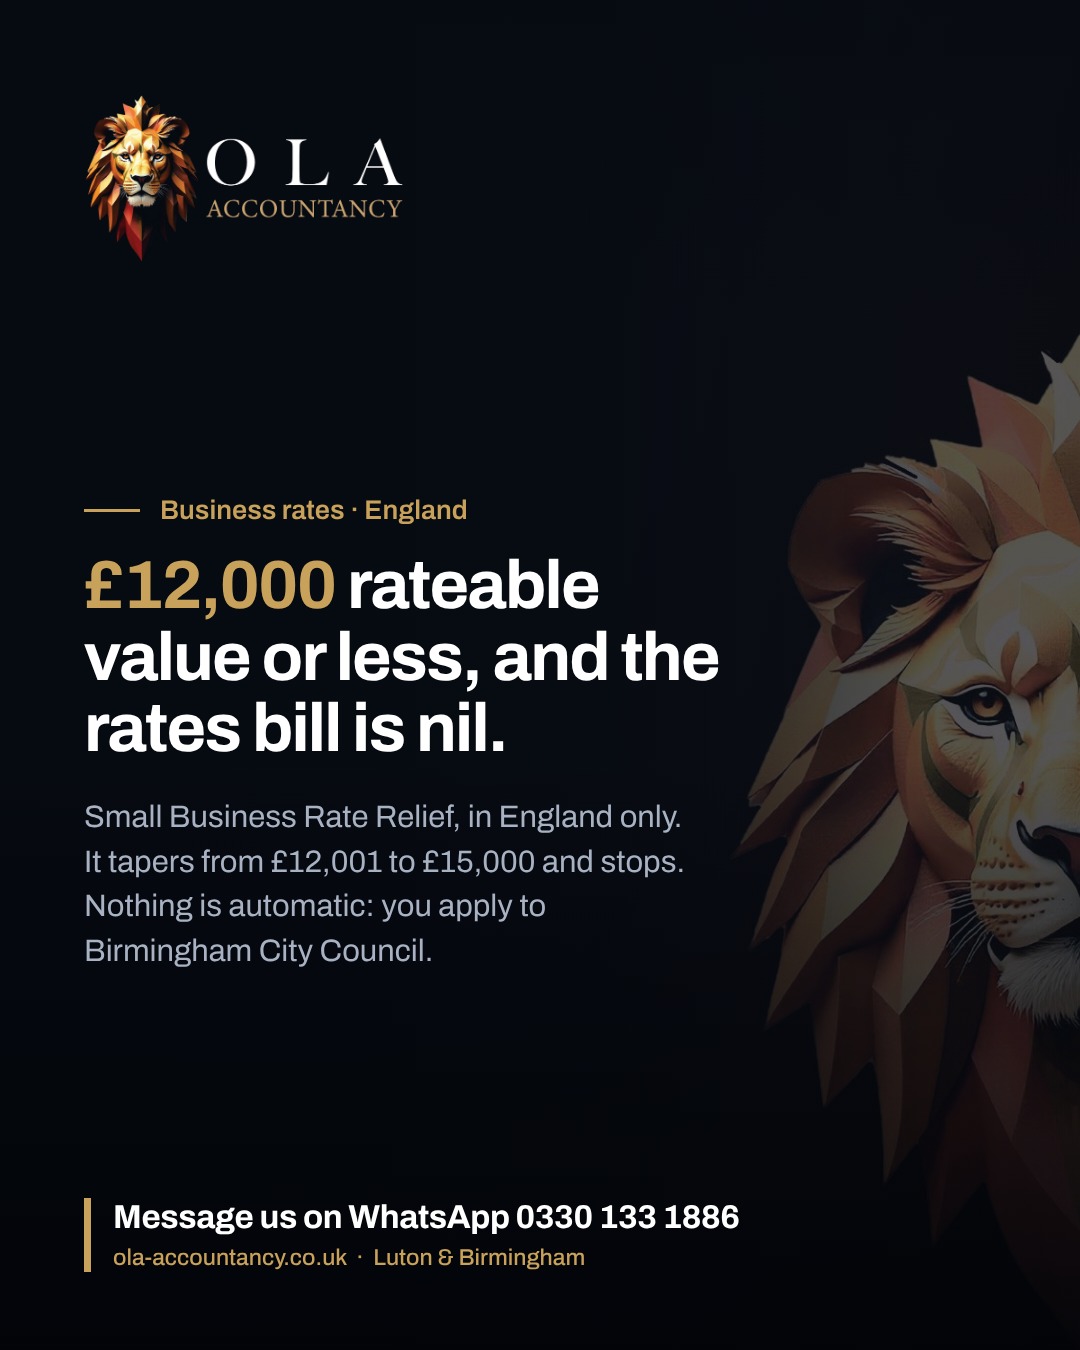 OLA
ACCOUNTANCY
Business rates · England
£12,000 rateable
value or less, and the
rates bill is nil.
Small Business Rate Relief, in England only.
It tapers from £12,001 to £15,000 and stops.
Nothing is automatic: you apply to
Birmingham City Council.
Message us on WhatsApp 0330 133 1886
ola-accountancy.co.uk · Luton & Birmingham